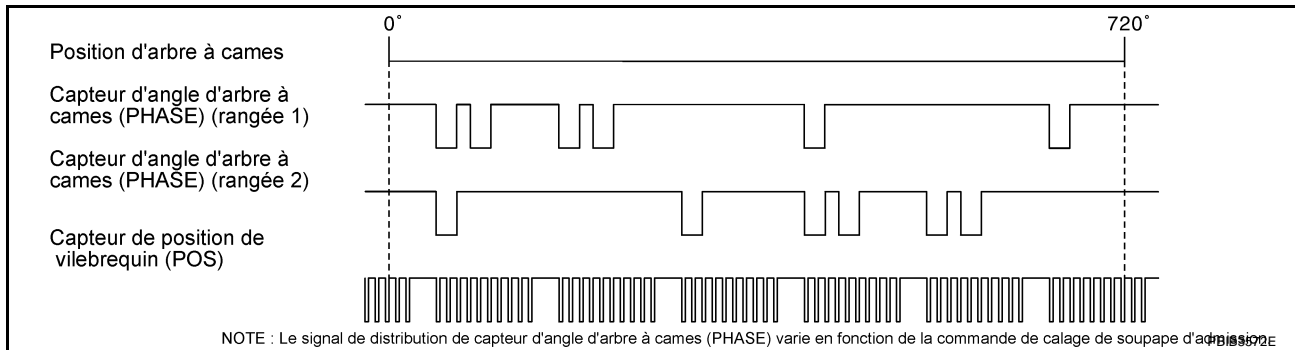 0˚
720˚
Position d'arbre à cames
Capteur d'angle d'arbre à
cames (PHASE) (rangée 1)
Capteur d'angle d'arbre à
cames (PHASE) (rangée 2)
Capteur de position de
vilebrequin (POS)
NOTE : Le signal de distribution de capteur d'angle d'arbre à cames (PHASE) varie en fonction de la commande de calage de soupape d'admission.